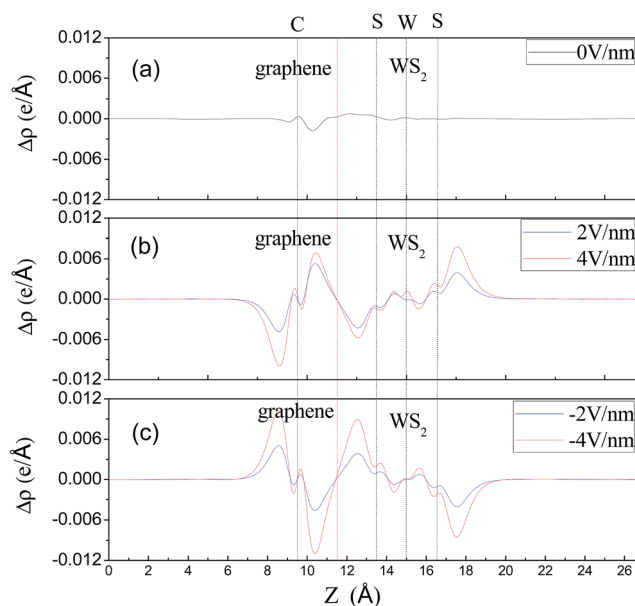 C S W S
0.012
(a)
0V/nm
graphene WS2
0.006
0.000
-0.006
-0.012
Δρ (e/Å)
0.012
(b)
graphene WS2
2V/nm
4V/nm
0.006
0.000
-0.006
-0.012
Δρ (e/Å)
0.012
(c)
graphene WS2
-2V/nm
-4V/nm
0.006
0.000
-0.006
-0.012
Δρ (e/Å)
0 2 4 6 8 10 12 14 16 18 20 22 24 26
Z (Å)